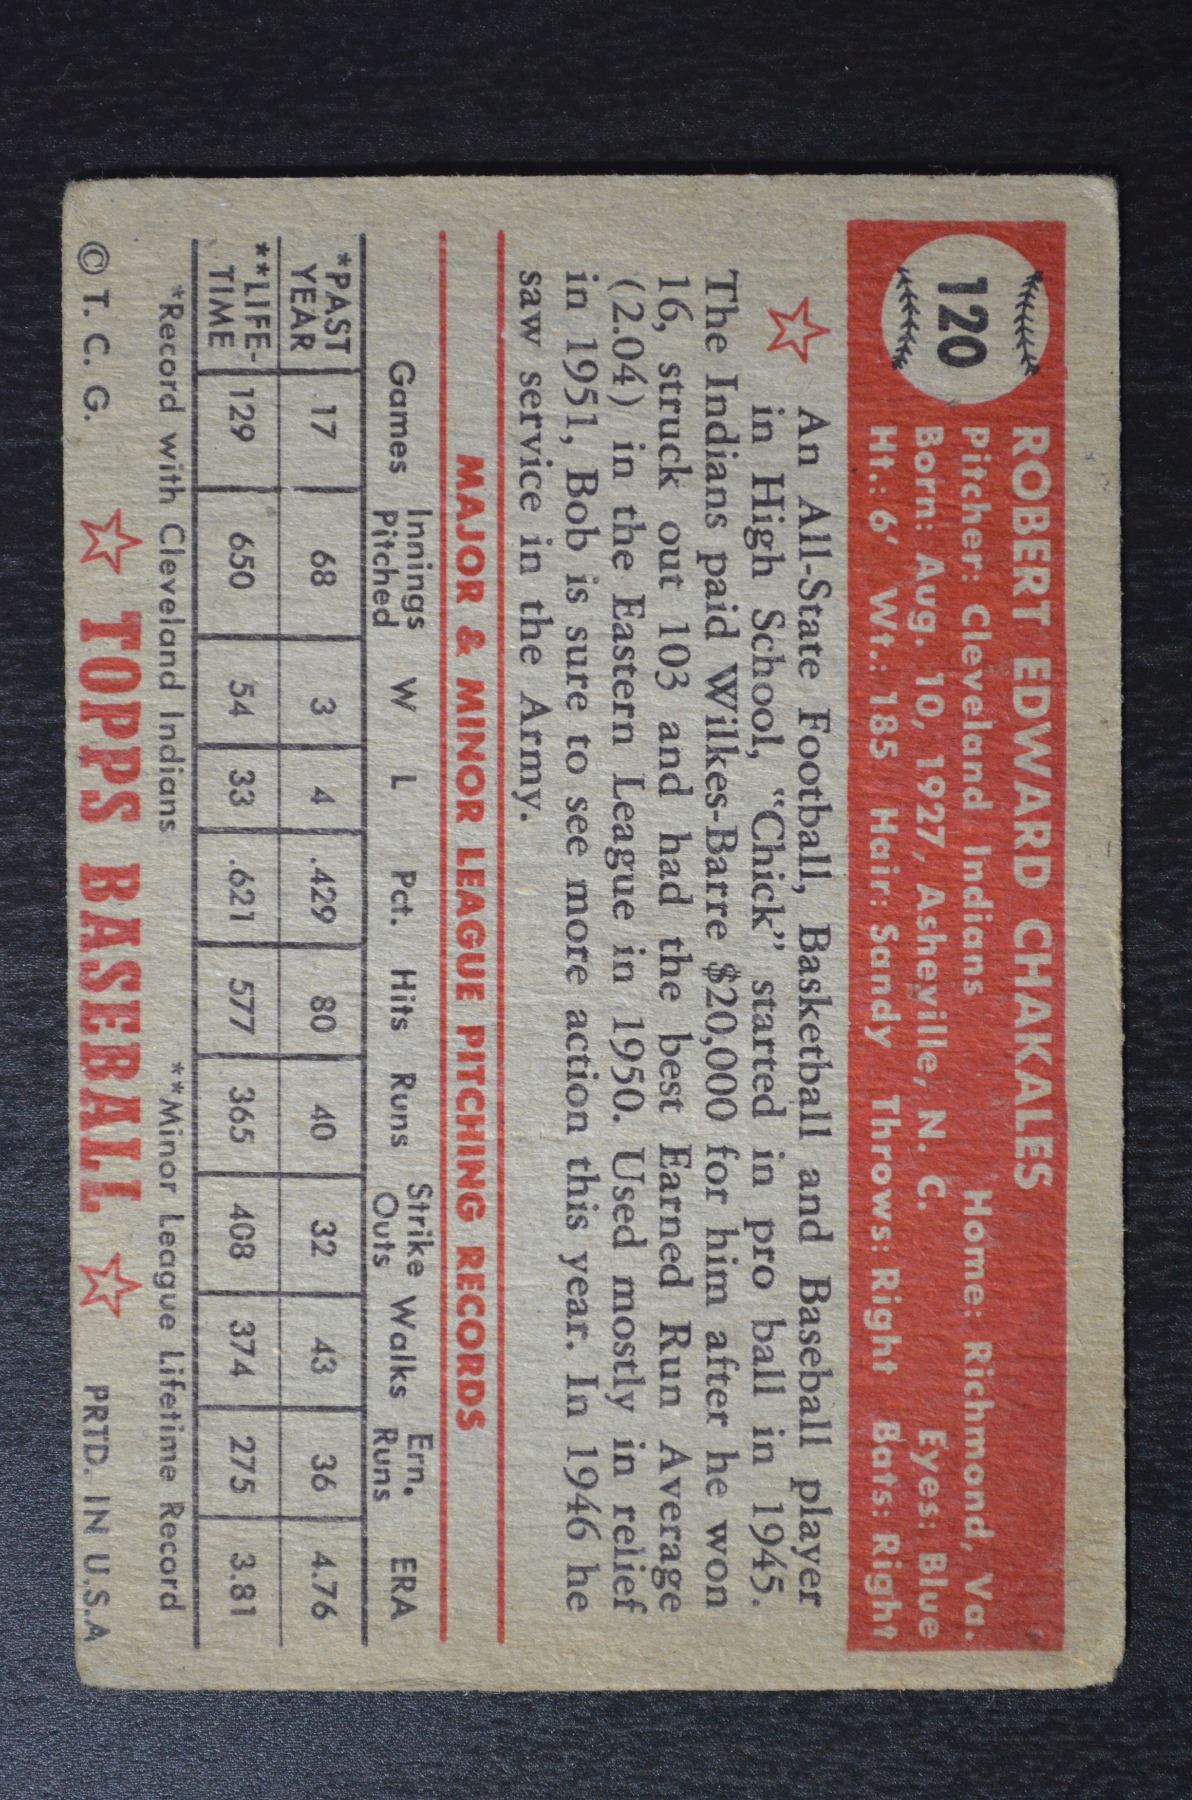 120
ROBERT EDWARD CHAKALES
Pitcher: Cleveland Indians Home: Richmond, Va.
Born: Aug. 10, 1927, Asheville, N. C. Eyes: Blue
Ht.: 6' Wt.: 185 Hair: Sandy Throws: Right Bats: Right
An All-State Football, Basketball and Baseball player
in High School, "Chick" started in pro ball in 1945.
The Indians paid Wilkes-Barre $20,000 for him after he won
16, struck out 103 and had the best Earned Run Average
(2.04) in the Eastern League in 1950. Used mostly in relief
in 1951, Bob is sure to see more action this year. In 1946 he
saw service in the Army.
MAJOR & MINOR LEAGUE PITCHING RECORDS
Games Innings Pitched W L Pct. Hits Runs Strike Outs Walks Ern. Runs ERA
*PAST YEAR 17 68 3 4 .429 80 40 32 43 36 4.76
**LIFE-TIME 129 650 54 33 .621 577 365 408 374 275 3.81
*Record with Cleveland Indians **Minor League Lifetime Record
© T. C. G. TOPPS BASEBALL PRTD. IN U.S.A